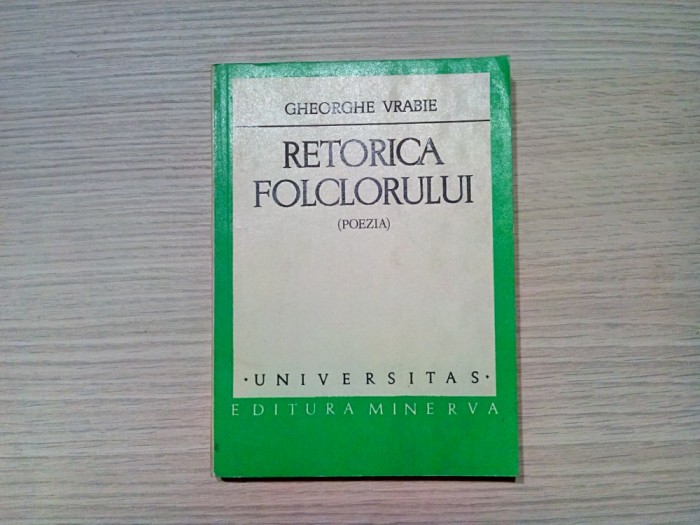 GHEORGHE VRABIE
RETORICA
FOLCLORULUI
(POEZIA)
·UNIVERSITAS·
EDITURA MINERVA